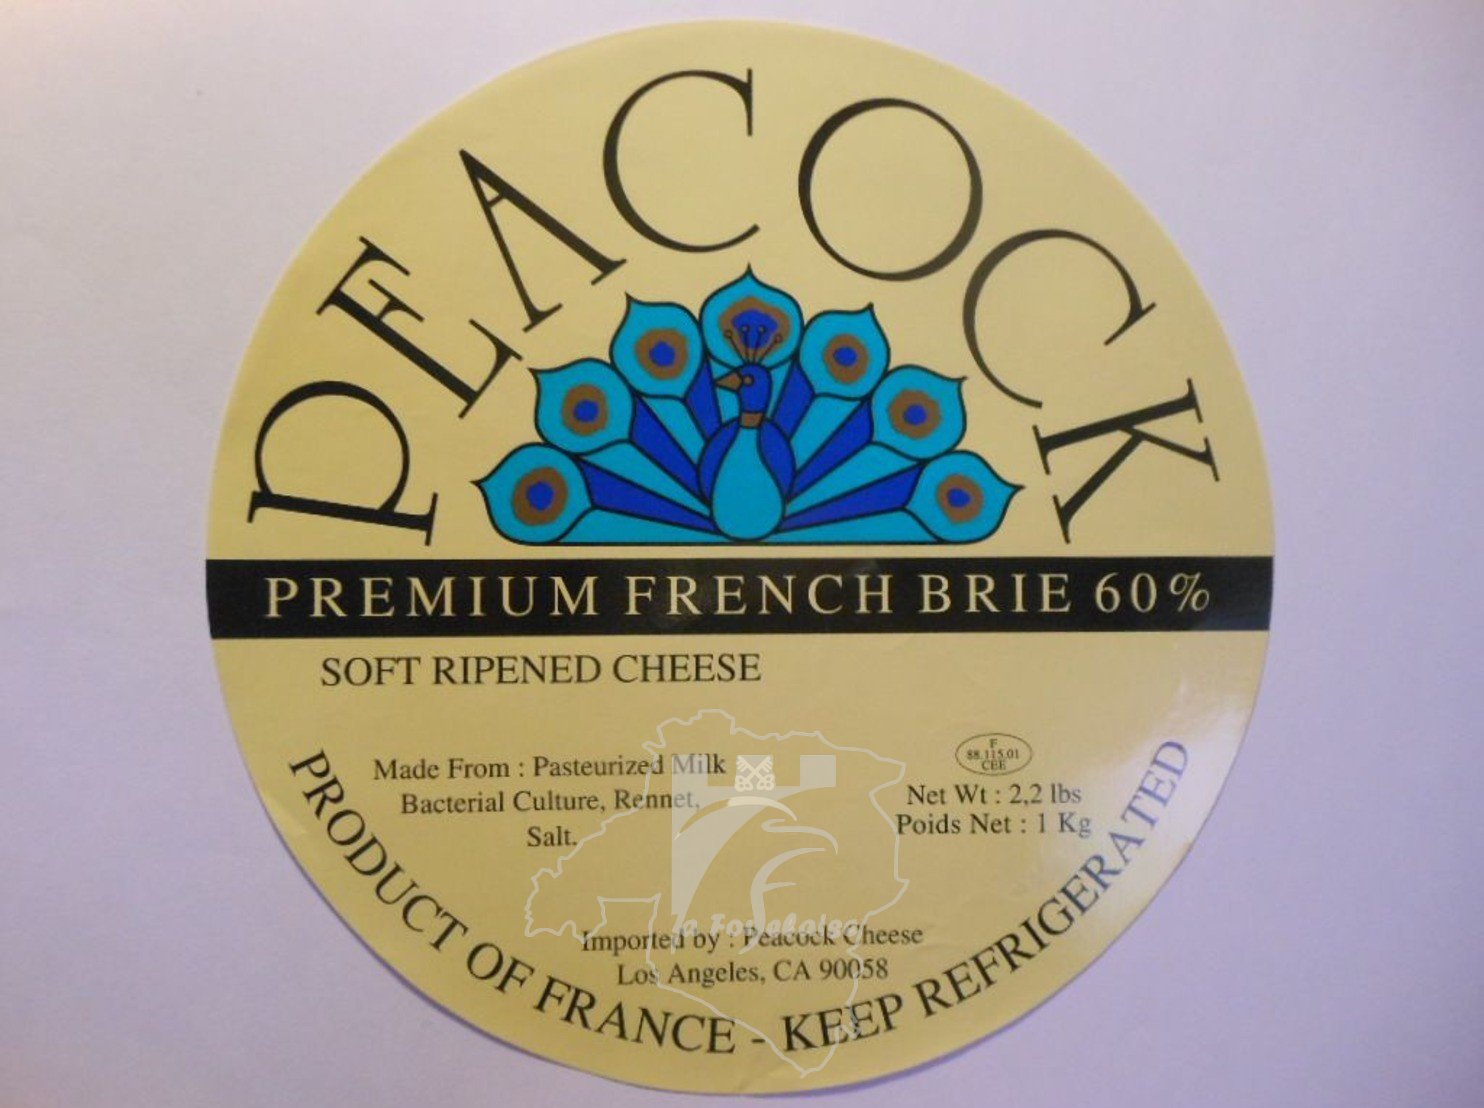 PEACOCK
PREMIUM FRENCH BRIE 60%
SOFT RIPENED CHEESE
Made From : Pasteurized Milk
Bacterial Culture, Rennet,
Salt.
F
88.115.01
CEE
Net Wt : 2,2 lbs
Poids Net : 1 Kg
Imported by : Peacock Cheese
Los Angeles, CA 90058
PRODUCT OF FRANCE - KEEP REFRIGERATED